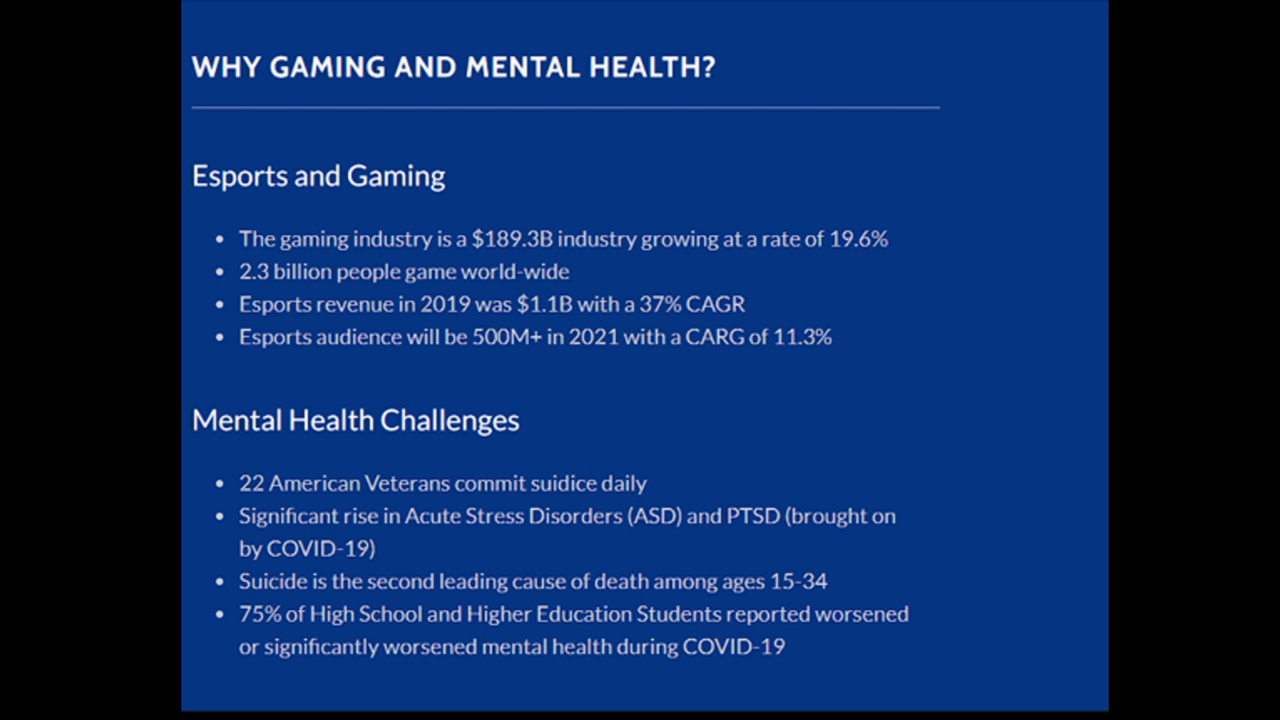 WHY GAMING AND MENTAL HEALTH?
Esports and Gaming
• The gaming industry is a $189.3B industry growing at a rate of 19.6%
• 2.3 billion people game world-wide
• Esports revenue in 2019 was $1.1B with a 37% CAGR
• Esports audience will be 500M+ in 2021 with a CARG of 11.3%
Mental Health Challenges
• 22 American Veterans commit suidice daily
• Significant rise in Acute Stress Disorders (ASD) and PTSD (brought on
by COVID-19)
• Suicide is the second leading cause of death among ages 15-34
• 75% of High School and Higher Education Students reported worsened
or significantly worsened mental health during COVID-19